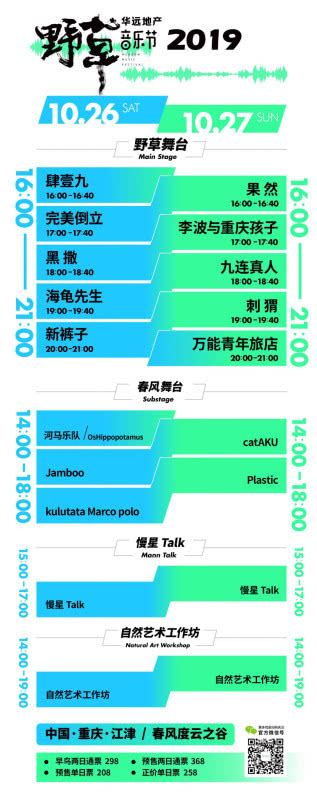 野草
华远地产
音乐节
MUSIC
FESTIVAL
2019
10.26 SAT
10.27 SUN
野草舞台
Main Stage
16:00 — 21:00
肆壹九
16:00 -16:40
完美倒立
17:00 -17:40
黑 撒
18:00 -18:40
海龟先生
19:00 -19:40
新裤子
20:00-21:00
果 然
16:00 -16:40
李波与重庆孩子
17:00 -17:40
九连真人
18:00 -18:40
刺 猬
19:00 -19:40
万能青年旅店
20:00-21:00
16:00 — 21:00
春风舞台
Substage
14:00-18:00
河马乐队 / OsHippopotamus
Jamboo
kulutata Marco polo
catAKU
Plastic
14:00-18:00
慢星 Talk
Mann Talk
15:00-17:00
慢星 Talk
慢星 Talk
15:00-17:00
自然艺术工作坊
Natural Art Workshop
14:00-19:00
自然艺术工作坊
自然艺术工作坊
14:00-19:00
中国·重庆·江津 / 春风度云之谷
官方微信号
• 早鸟两日通票 298
• 预售两日通票 368
• 预售单日票 208
• 正价单日票 258